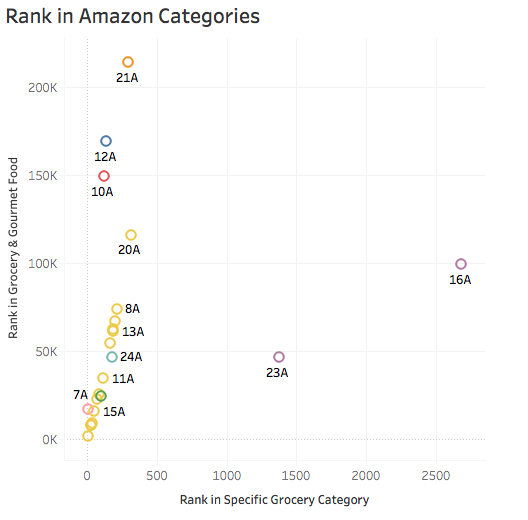 Rank in Amazon Categories
Rank in Grocery & Gourmet Food
200K
150K
100K
50K
0K
21A
12A
10A
20A
16A
8A
13A
24A
23A
11A
7A
15A
0
500
1000
1500
2000
2500
Rank in Specific Grocery Category